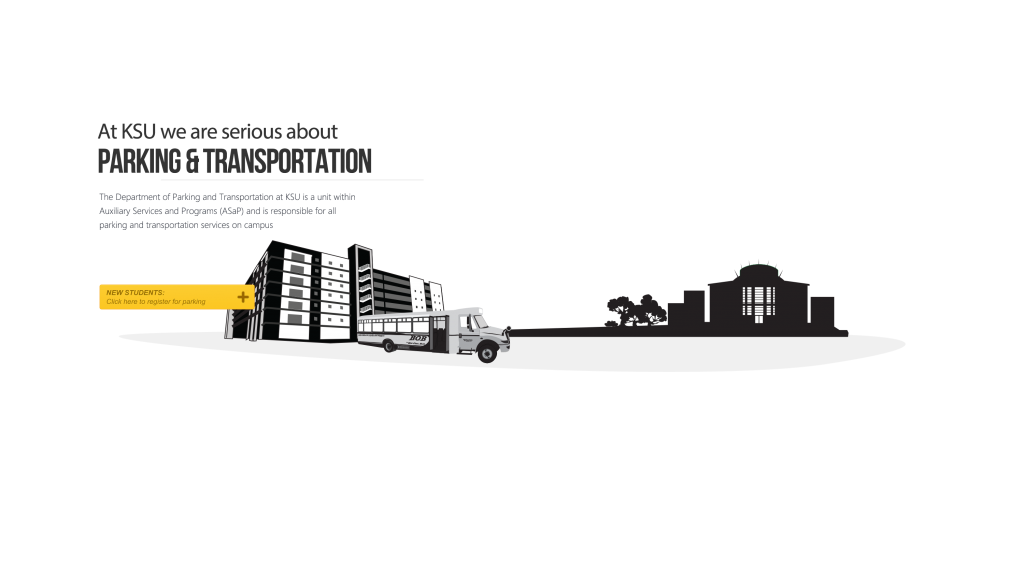 At KSU we are serious about
PARKING & TRANSPORTATION
The Department of Parking and Transportation at KSU is a unit within
Auxiliary Services and Programs (ASaP) and is responsible for all
parking and transportation services on campus
NEW STUDENTS:
Click here to register for parking
+
BOB